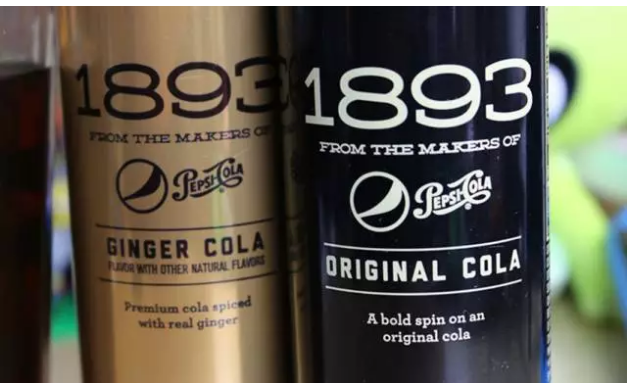 1893
FROM THE MAKERS OF
PEPSI-COLA
GINGER COLA
FLAVOR WITH OTHER NATURAL FLAVORS
Premium cola spiced
with real ginger
1893
FROM THE MAKERS OF
PEPSI-COLA
ORIGINAL COLA
A bold spin on an
original cola